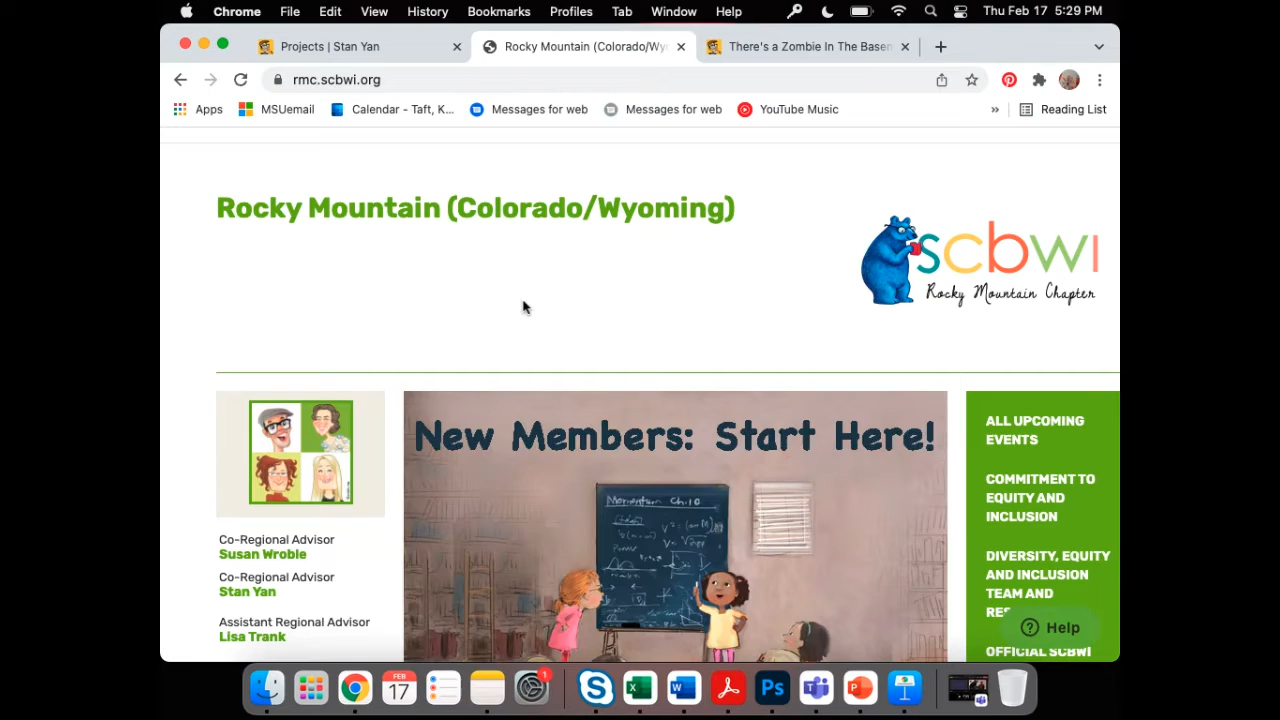 Chrome File Edit View History Bookmarks Profiles Tab Window Help Thu Feb 17 5:29 PM
Projects | Stan Yan
Rocky Mountain (Colorado/Wy
There's a Zombie In The Basem
rmc.scbwi.org
Apps MSUemail Calendar - Taft, K... Messages for web Messages for web YouTube Music » Reading List
Rocky Mountain (Colorado/Wyoming)
scbwi
Rocky Mountain Chapter
New Members: Start Here!
Momentum Ch.10
Co-Regional Advisor
Susan Wroble
Co-Regional Advisor
Stan Yan
Assistant Regional Advisor
Lisa Trank
ALL UPCOMING
EVENTS
COMMITMENT TO
EQUITY AND
INCLUSION
DIVERSITY, EQUITY
AND INCLUSION
TEAM AND
Help
OFFICIAL SCBWI
FEB
17
1